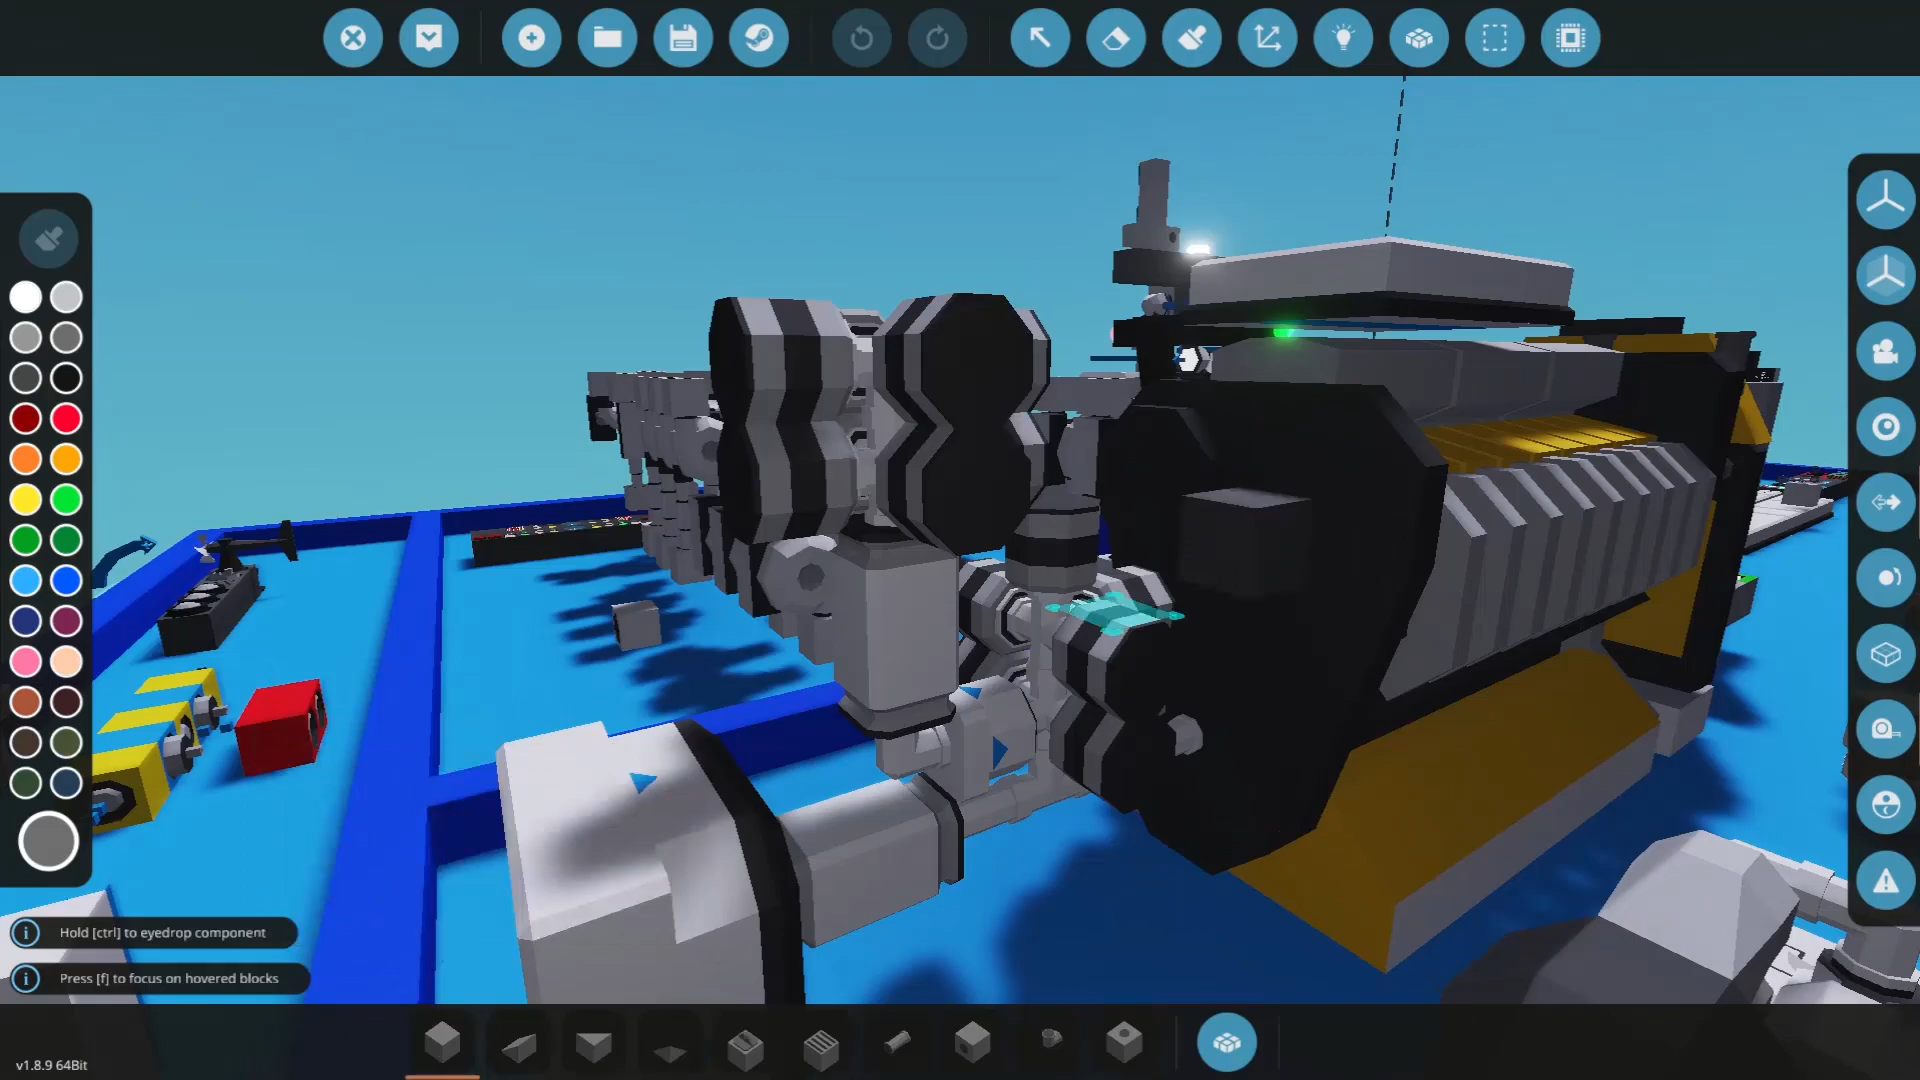 Hold [ctrl] to eyedrop component
Press [f] to focus on hovered blocks
v1.8.9 64Bit